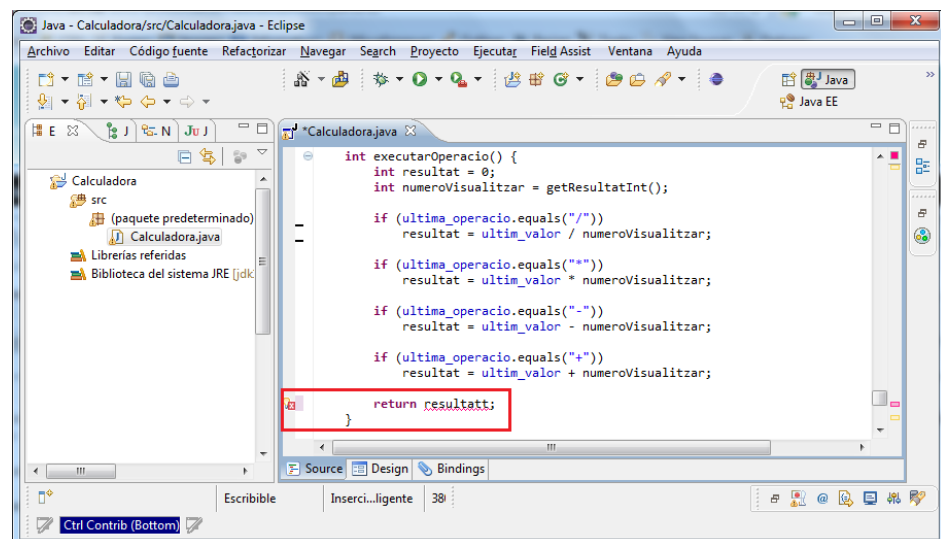 Java - Calculadora/src/Calculadora.java - Eclipse
Archivo Editar Código fuente Refactorizar Navegar Search Proyecto Ejecutar Field Assist Ventana Ayuda
Java
Java EE
E J N Ju J
*Calculadora.java
Calculadora
src
(paquete predeterminado)
Calculadora.java
Librerías referidas
Biblioteca del sistema JRE [jdk
int executarOperacio() {
int resultat = 0;
int numeroVisualitzar = getResultatInt();
if (ultima_operacio.equals("/"))
resultat = ultim_valor / numeroVisualitzar;
if (ultima_operacio.equals("*"))
resultat = ultim_valor * numeroVisualitzar;
if (ultima_operacio.equals("-"))
resultat = ultim_valor - numeroVisualitzar;
if (ultima_operacio.equals("+"))
resultat = ultim_valor + numeroVisualitzar;
return resultatt;
}
Source Design Bindings
Escribible Inserci...ligente 38
Ctrl Contrib (Bottom)